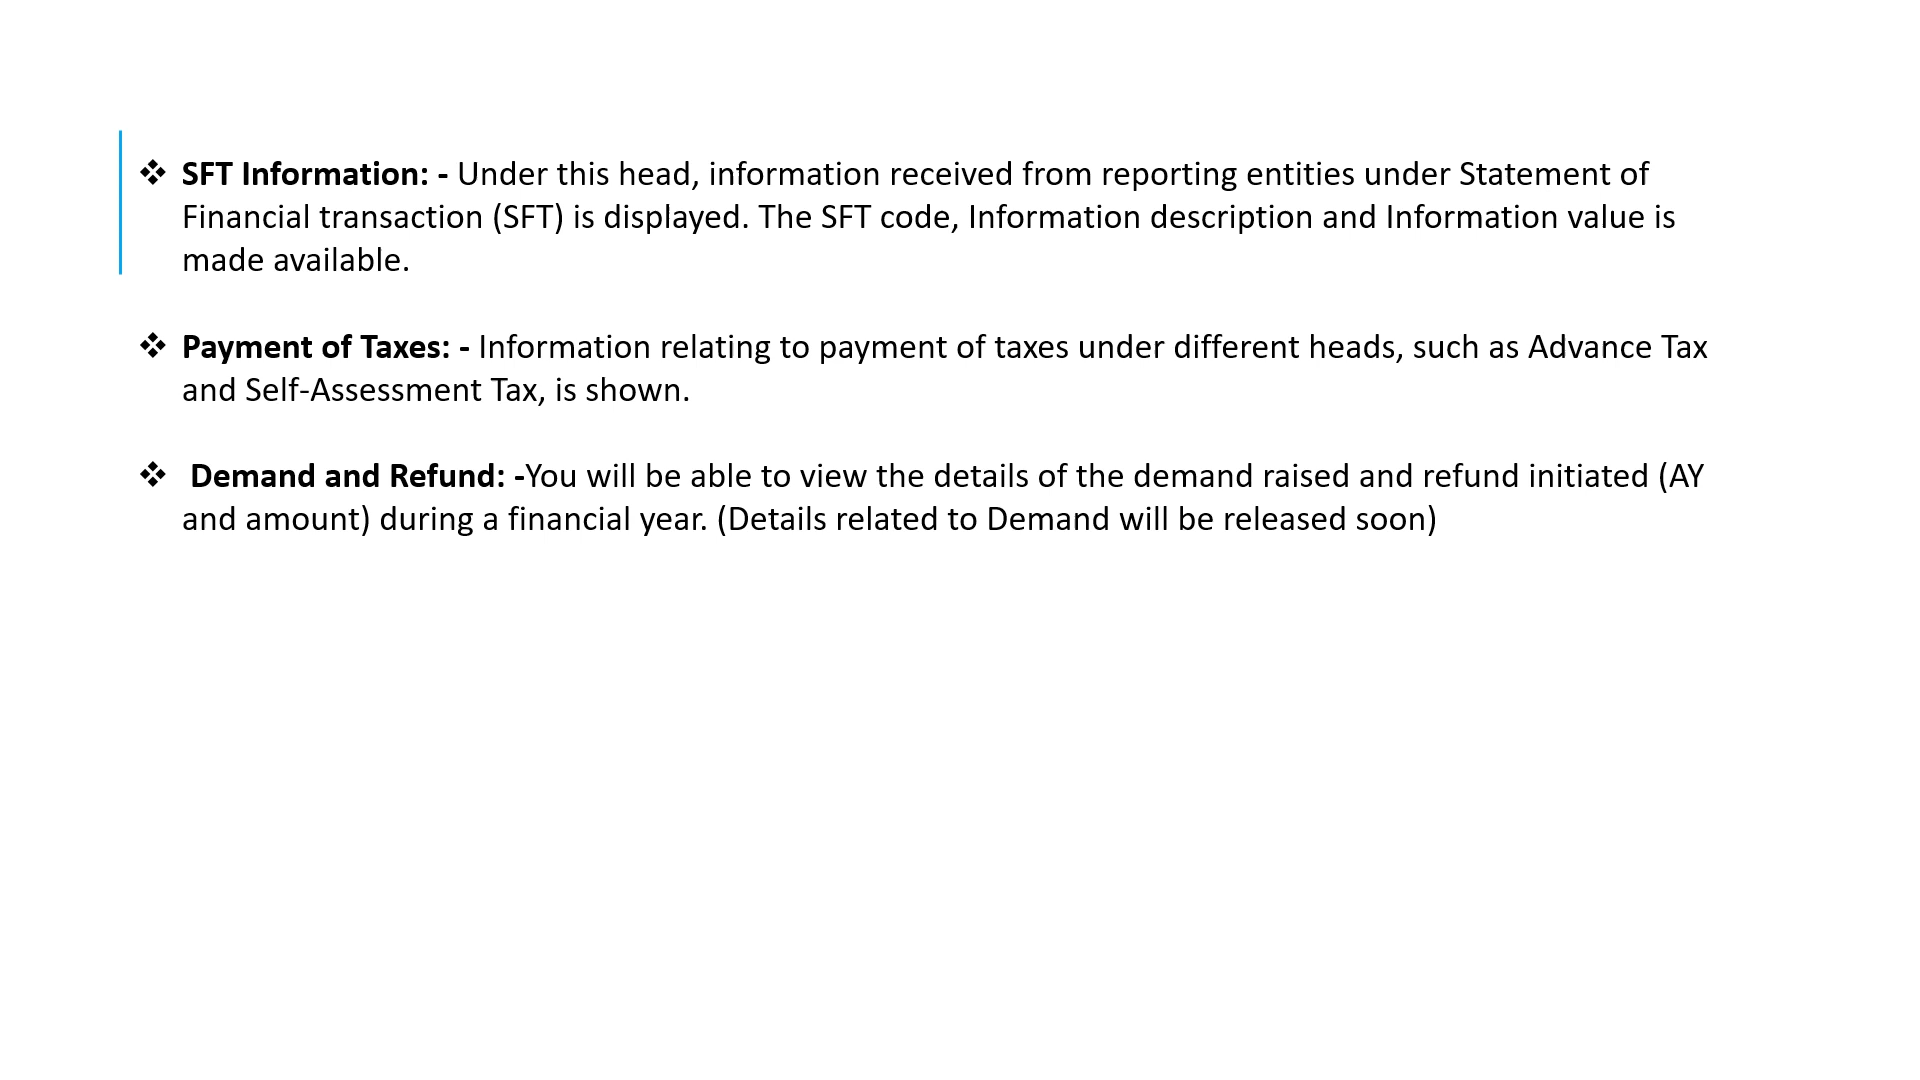 ❖ SFT Information: - Under this head, information received from reporting entities under Statement of
Financial transaction (SFT) is displayed. The SFT code, Information description and Information value is
made available.
❖ Payment of Taxes: - Information relating to payment of taxes under different heads, such as Advance Tax
and Self-Assessment Tax, is shown.
❖ Demand and Refund: -You will be able to view the details of the demand raised and refund initiated (AY
and amount) during a financial year. (Details related to Demand will be released soon)